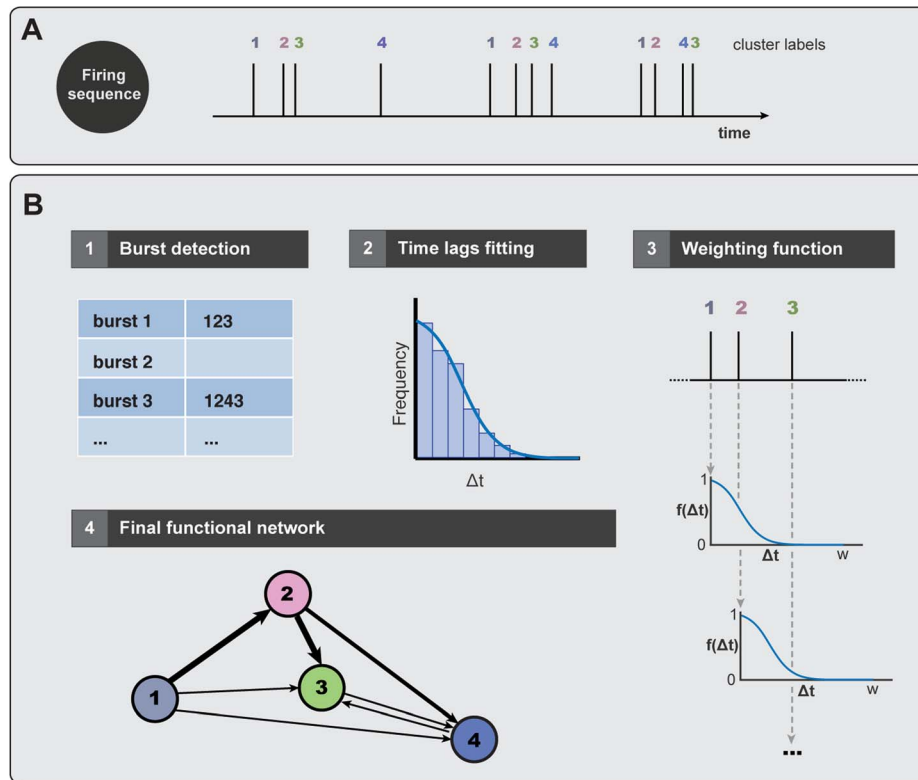 A
Firing
sequence
1 2 3 4 1 2 3 4 1 2 4 3
cluster labels
time
B
1 Burst detection
burst 1 123
burst 2
burst 3 1243
... ...
2 Time lags fitting
Frequency
Δt
3 Weighting function
1 2 3
1
f(Δt)
0
Δt
w
1
f(Δt)
0
Δt
w
...
4 Final functional network
2
3
1
4